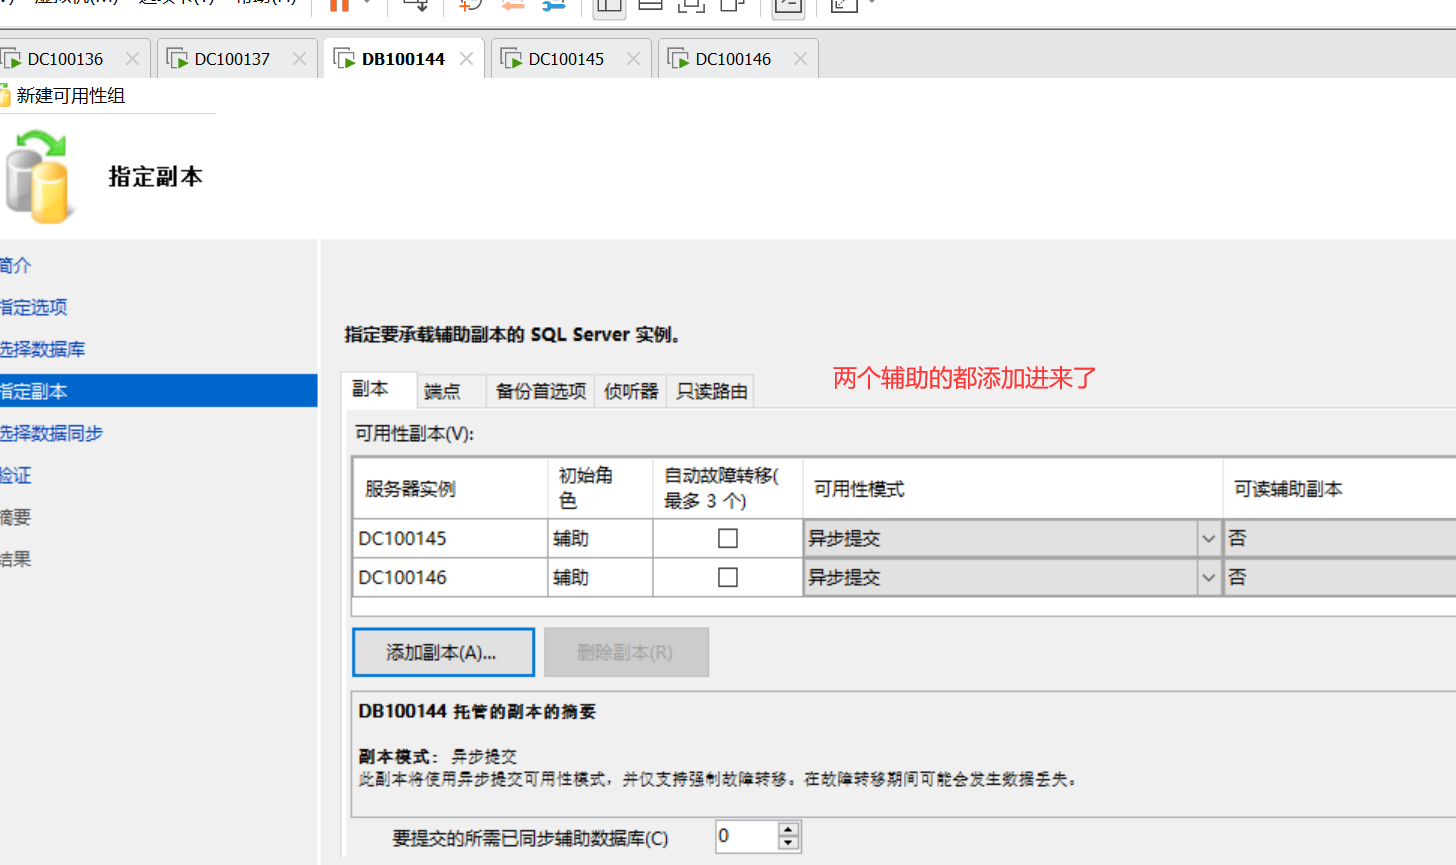 DC100136
DC100137
DB100144
DC100145
DC100146
新建可用性组
指定副本
简介
指定选项
选择数据库
指定副本
选择数据同步
验证
摘要
结果
指定要承载辅助副本的 SQL Server 实例。
两个辅助的都添加进来了
副本 端点 备份首选项 侦听器 只读路由
可用性副本(V):
服务器实例 初始角色 自动故障转移(最多 3 个) 可用性模式 可读辅助副本
DC100145 辅助 异步提交 否
DC100146 辅助 异步提交 否
添加副本(A)... 删除副本(R)
DB100144 托管的副本的摘要
副本模式： 异步提交
此副本将使用异步提交可用性模式，并仅支持强制故障转移。在故障转移期间可能会发生数据丢失。
要提交的所需已同步辅助数据库(C) 0